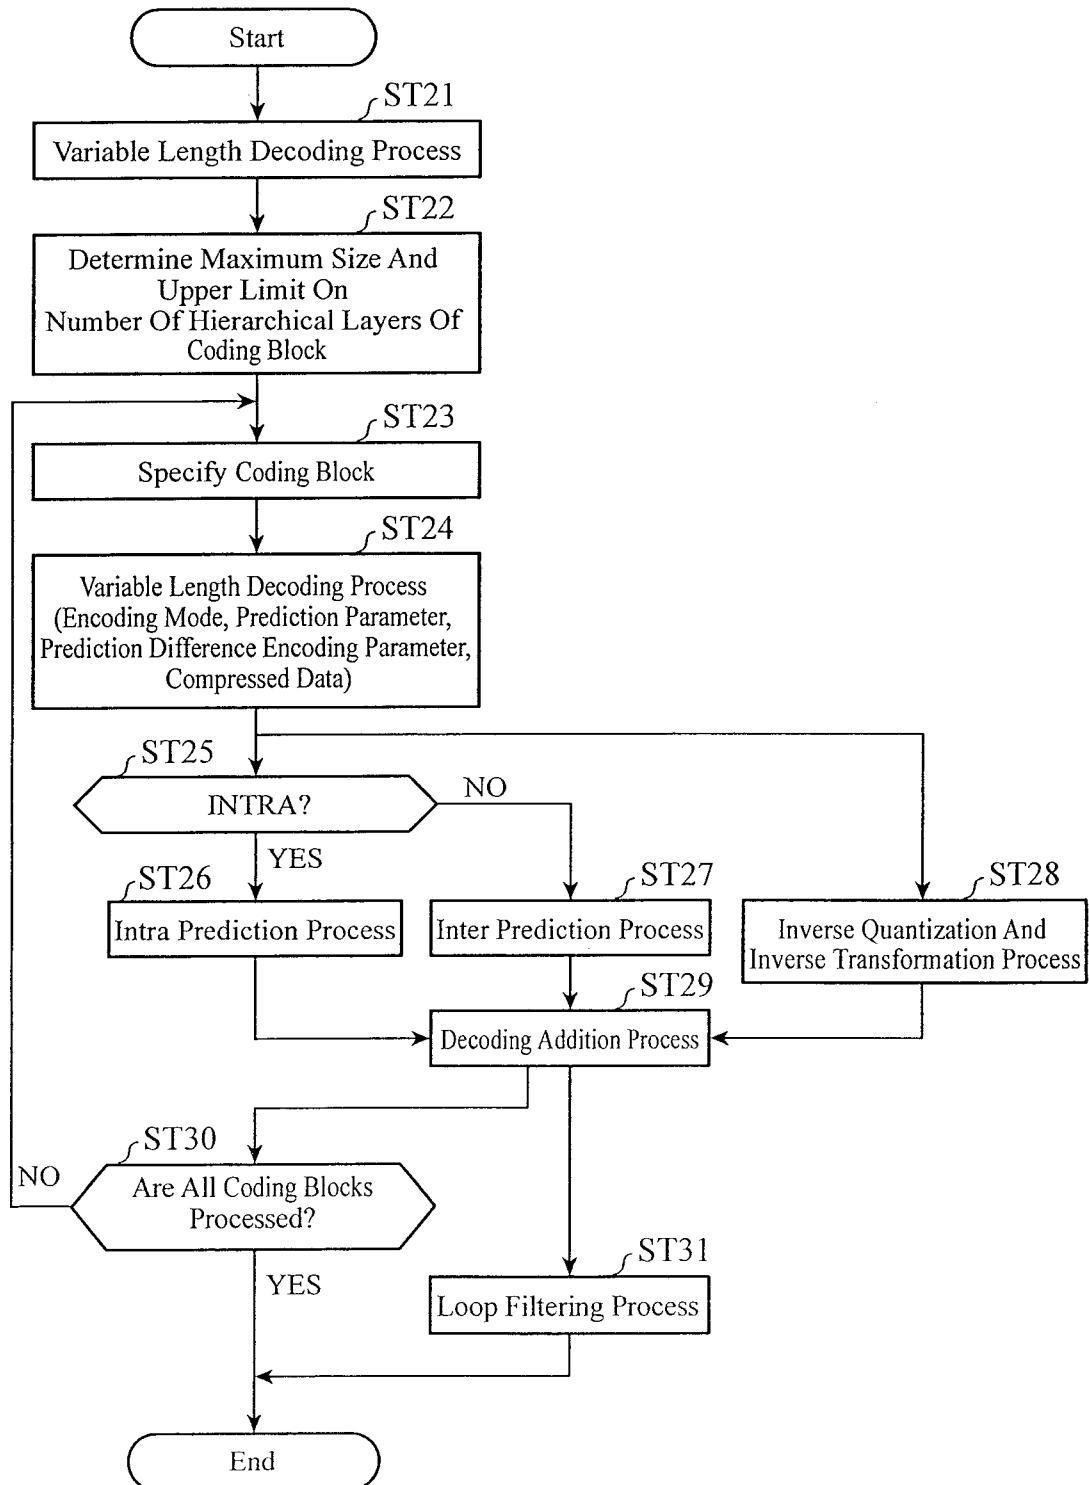 Start
ST21
Variable Length Decoding Process
ST22
Determine Maximum Size And
Upper Limit On
Number Of Hierarchical Layers Of
Coding Block
ST23
Specify Coding Block
ST24
Variable Length Decoding Process
(Encoding Mode, Prediction Parameter,
Prediction Difference Encoding Parameter,
Compressed Data)
ST25
INTRA?
NO
YES
ST26
Intra Prediction Process
ST27
Inter Prediction Process
ST28
Inverse Quantization And
Inverse Transformation Process
ST29
Decoding Addition Process
ST30
Are All Coding Blocks
Processed?
NO
YES
ST31
Loop Filtering Process
End